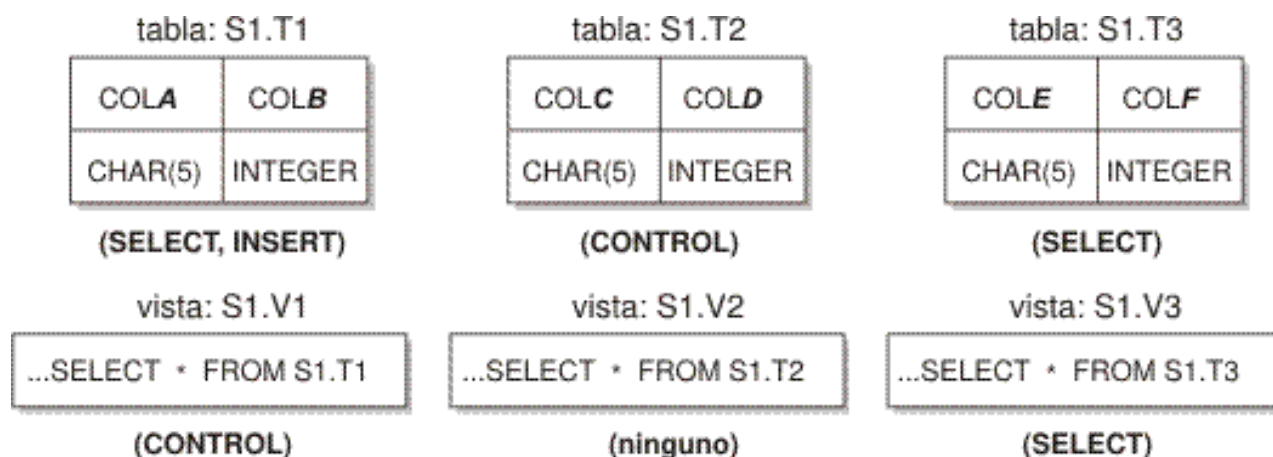 tabla: S1.T1 tabla: S1.T2 tabla: S1.T3
COLA COLB COLC COLD COLE COLF
CHAR(5) INTEGER CHAR(5) INTEGER CHAR(5) INTEGER
(SELECT, INSERT) (CONTROL) (SELECT)
vista: S1.V1 vista: S1.V2 vista: S1.V3
...SELECT * FROM S1.T1 ...SELECT * FROM S1.T2 ...SELECT * FROM S1.T3
(CONTROL) (ninguno) (SELECT)